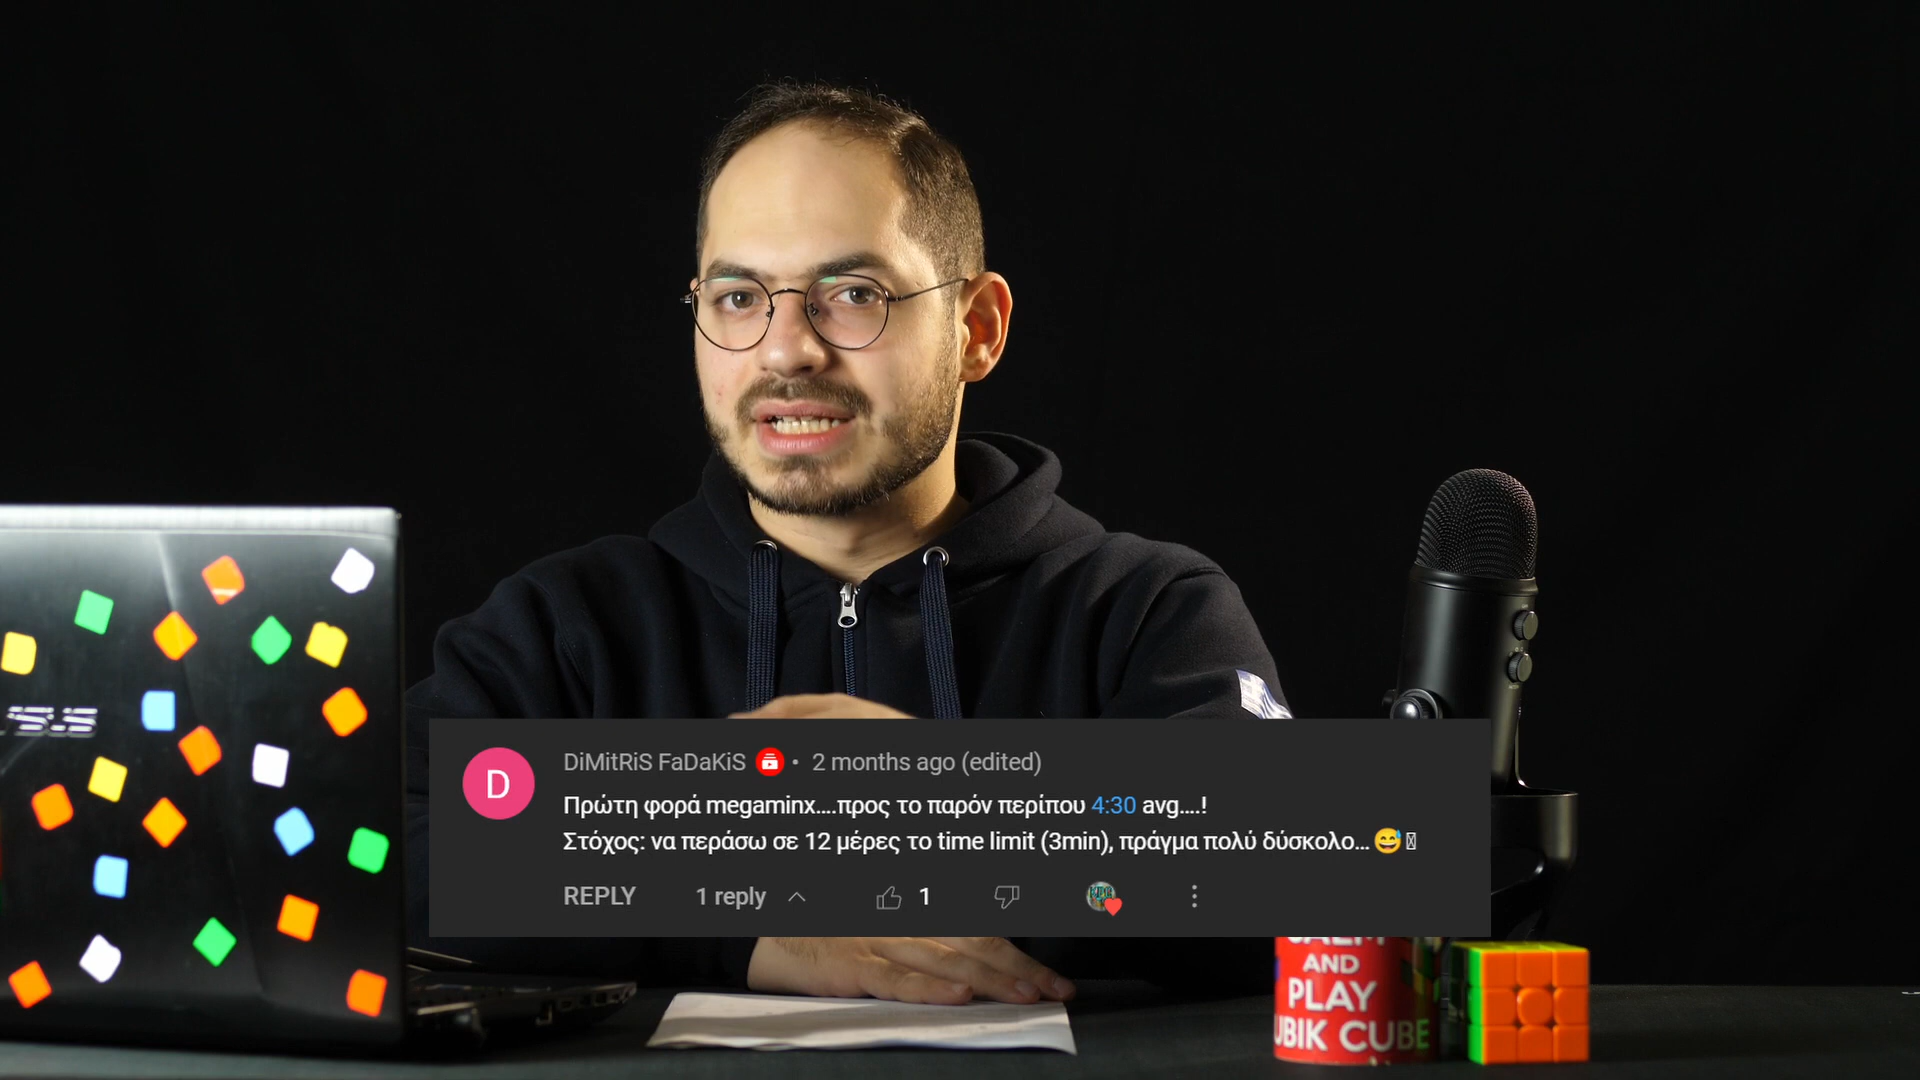 DiMitRiS FaDaKiS • 2 months ago (edited)
Πρώτη φορά megaminx....προς το παρόν περίπου 4:30 avg....!
Στόχος: να περάσω σε 12 μέρες το time limit (3min), πράγμα πολύ δύσκολο... 😅
REPLY 1 reply 1
D
AND
PLAY
CUBE